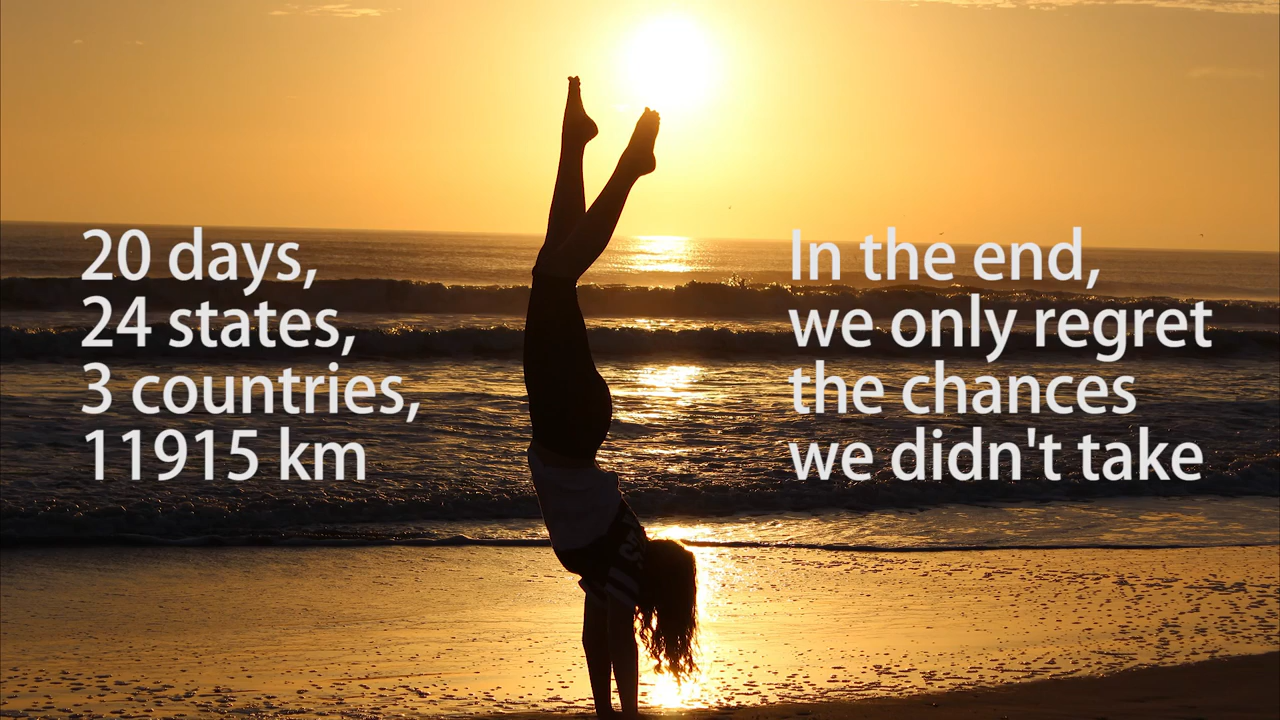 20 days,
24 states,
3 countries,
11915 km
In the end,
we only regret
the chances
we didn't take